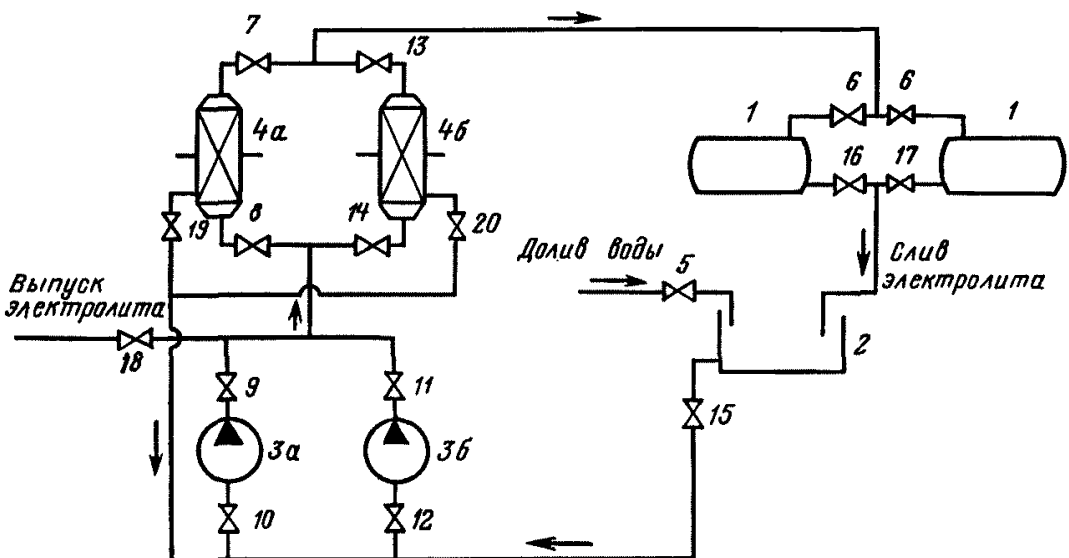 7
13
6 6
1 1
4а 4б
16 17
19 8 14 20
Долив воды 5
Слив
электролита
Выпуск
электролита
18
2
9 11
15
3а 3б
10 12